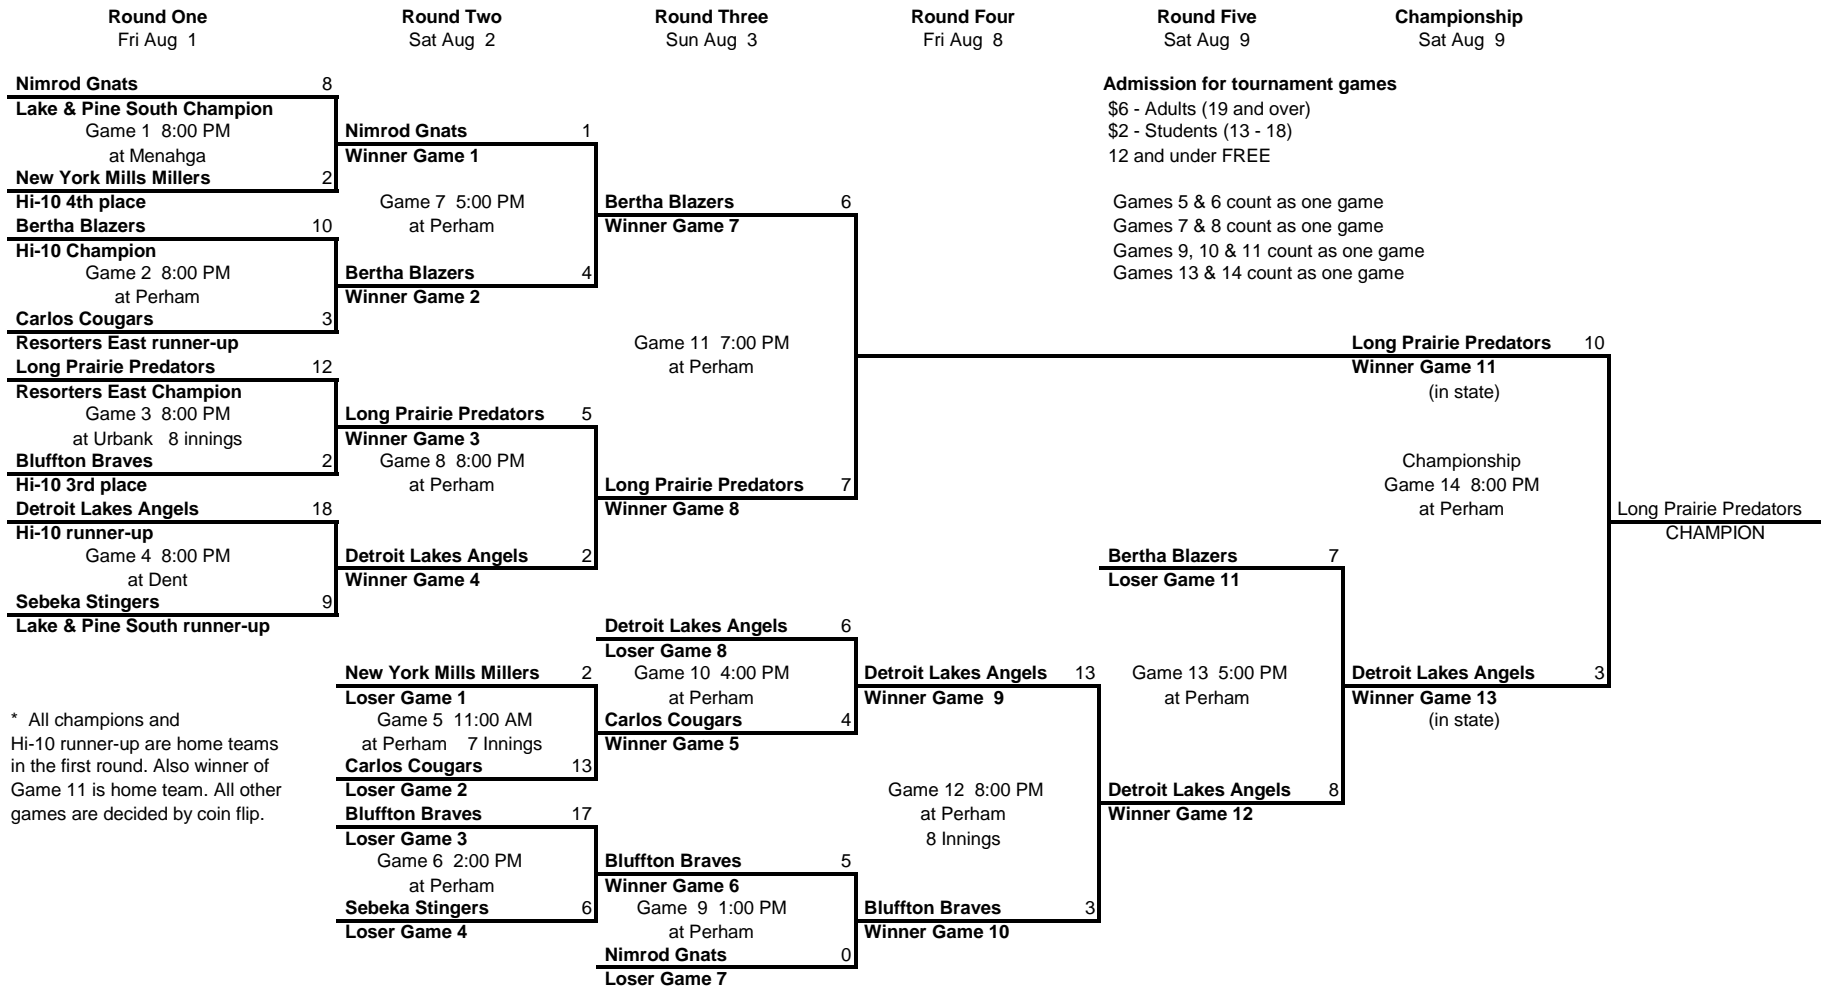 Round One
Fri Aug 1
Round Two
Sat Aug 2
Round Three
Sun Aug 3
Round Four
Fri Aug 8
Round Five
Sat Aug 9
Championship
Sat Aug 9
Nimrod Gnats 8
Lake & Pine South Champion
Game 1 8:00 PM
at Menahga
New York Mills Millers 2
Hi-10 4th place
Bertha Blazers 10
Hi-10 Champion
Game 2 8:00 PM
at Perham
Carlos Cougars 3
Resorters East runner-up
Long Prairie Predators 12
Resorters East Champion
Game 3 8:00 PM
at Urbank 8 innings
Bluffton Braves 2
Hi-10 3rd place
Detroit Lakes Angels 18
Hi-10 runner-up
Game 4 8:00 PM
at Dent
Sebeka Stingers 9
Lake & Pine South runner-up
* All champions and
Hi-10 runner-up are home teams
in the first round. Also winner of
Game 11 is home team. All other
games are decided by coin flip.
Nimrod Gnats 1
Winner Game 1
Game 7 5:00 PM
at Perham
Bertha Blazers 4
Winner Game 2
Long Prairie Predators 5
Winner Game 3
Game 8 8:00 PM
at Perham
Detroit Lakes Angels 2
Winner Game 4
New York Mills Millers 2
Loser Game 1
Game 5 11:00 AM
at Perham 7 Innings
Carlos Cougars 13
Loser Game 2
Bluffton Braves 17
Loser Game 3
Game 6 2:00 PM
at Perham
Sebeka Stingers 6
Loser Game 4
Bertha Blazers 6
Winner Game 7
Game 11 7:00 PM
at Perham
Long Prairie Predators 7
Winner Game 8
Detroit Lakes Angels 6
Loser Game 8
Game 10 4:00 PM
at Perham
Carlos Cougars 4
Winner Game 5
Bluffton Braves 5
Winner Game 6
Game 9 1:00 PM
at Perham
Nimrod Gnats 0
Loser Game 7
Detroit Lakes Angels 13
Winner Game 9
Game 12 8:00 PM
at Perham
8 Innings
Bluffton Braves 3
Winner Game 10
Admission for tournament games
$6 - Adults (19 and over)
$2 - Students (13 - 18)
12 and under FREE
Games 5 & 6 count as one game
Games 7 & 8 count as one game
Games 9, 10 & 11 count as one game
Games 13 & 14 count as one game
Bertha Blazers 7
Loser Game 11
Game 13 5:00 PM
at Perham
Detroit Lakes Angels 8
Winner Game 12
Long Prairie Predators 10
Winner Game 11
(in state)
Championship
Game 14 8:00 PM
at Perham
Detroit Lakes Angels 3
Winner Game 13
(in state)
Long Prairie Predators
CHAMPION